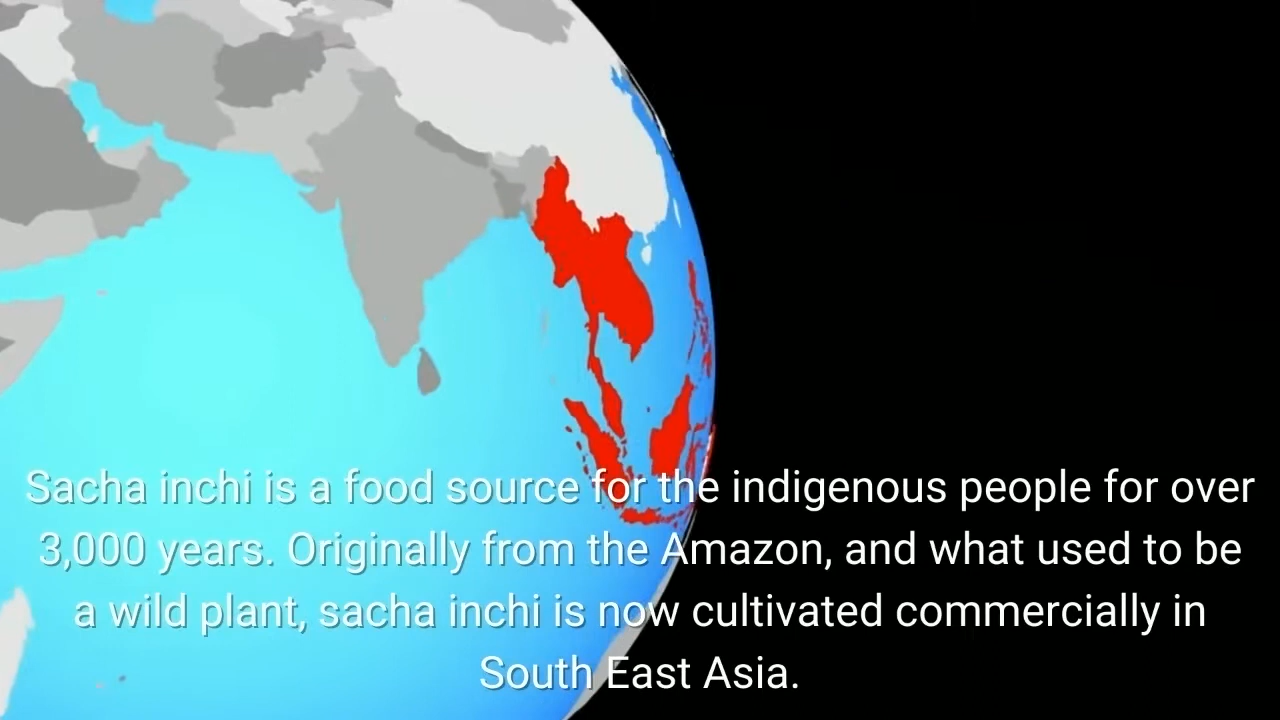 Sacha inchi is a food source for the indigenous people for over
3,000 years. Originally from the Amazon, and what used to be
a wild plant, sacha inchi is now cultivated commercially in
South East Asia.